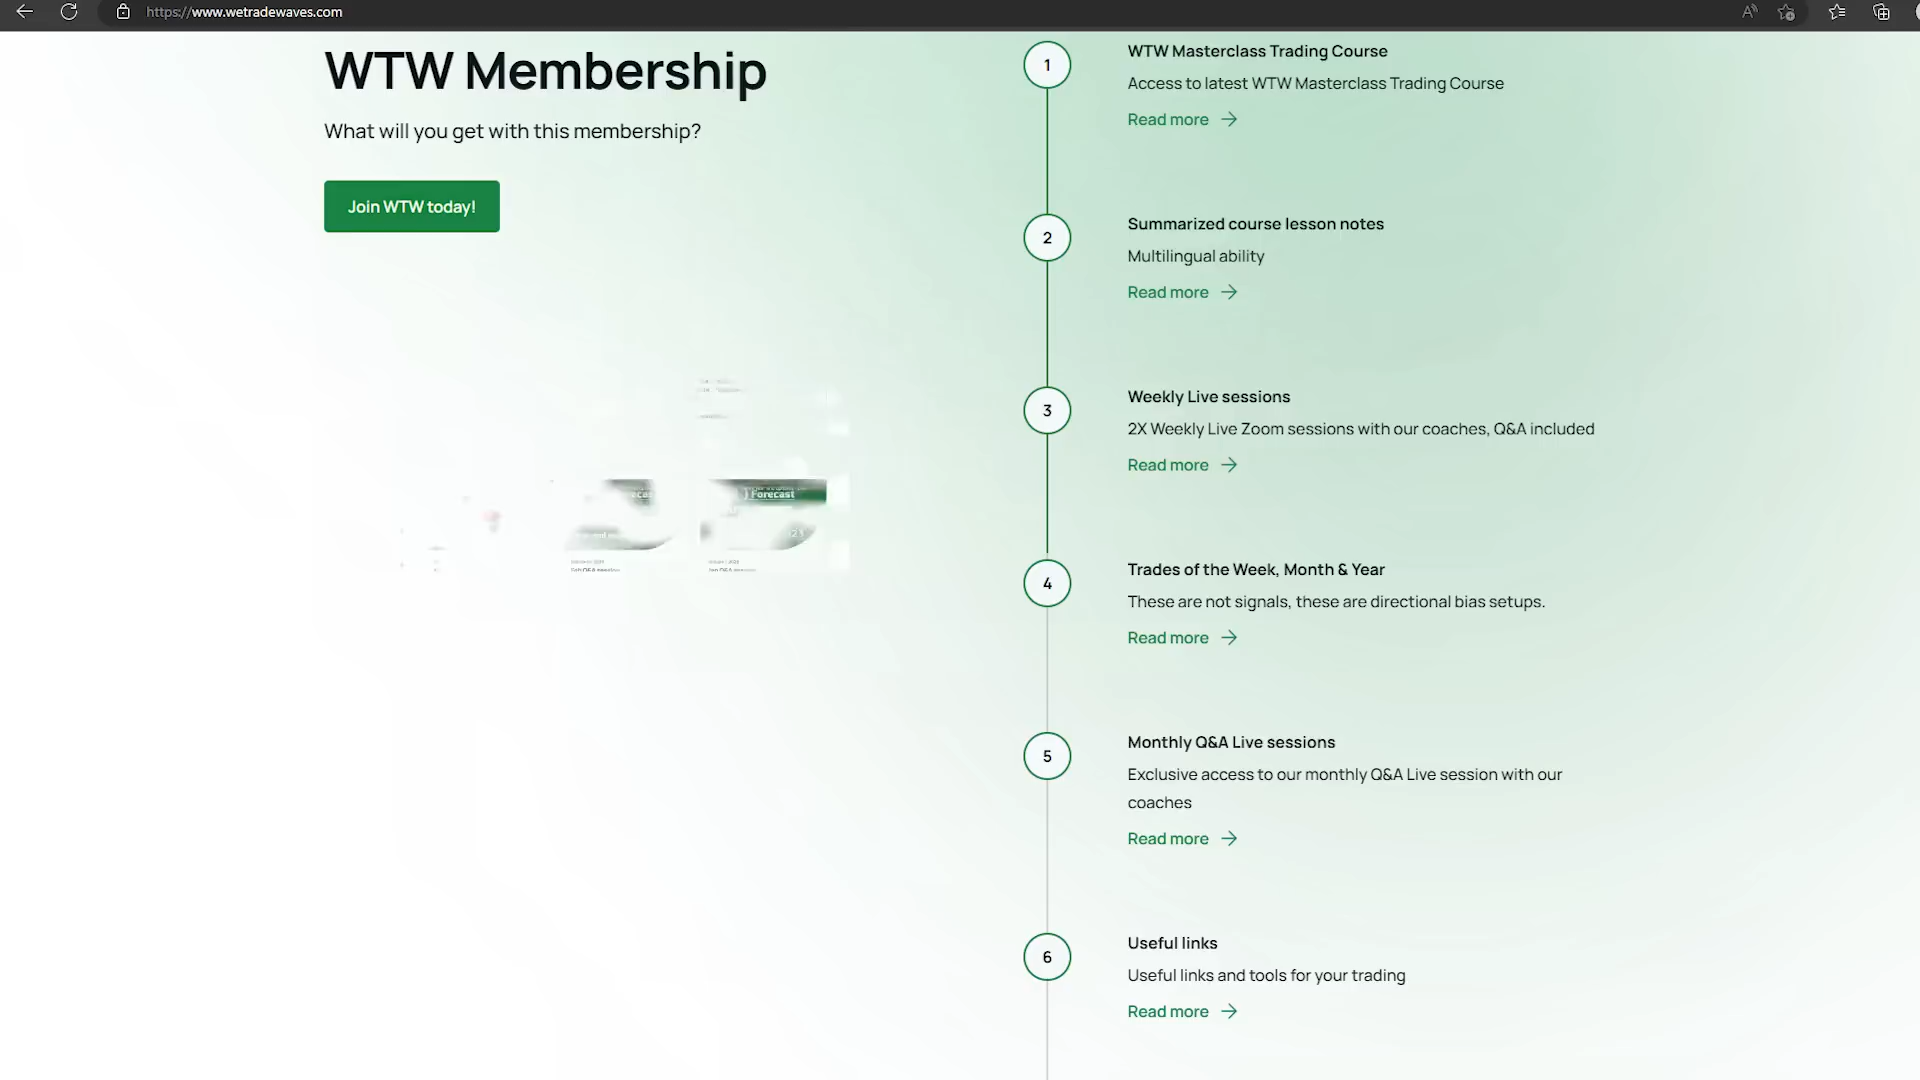 https://www.wetradewaves.com
WTW Membership
What will you get with this membership?
Join WTW today!
1
WTW Masterclass Trading Course
Access to latest WTW Masterclass Trading Course
Read more
2
Summarized course lesson notes
Multilingual ability
Read more
3
Weekly Live sessions
2X Weekly Live Zoom sessions with our coaches, Q&A included
Read more
4
Trades of the Week, Month & Year
These are not signals, these are directional bias setups.
Read more
5
Monthly Q&A Live sessions
Exclusive access to our monthly Q&A Live session with our
coaches
Read more
6
Useful links
Useful links and tools for your trading
Read more
Forecast